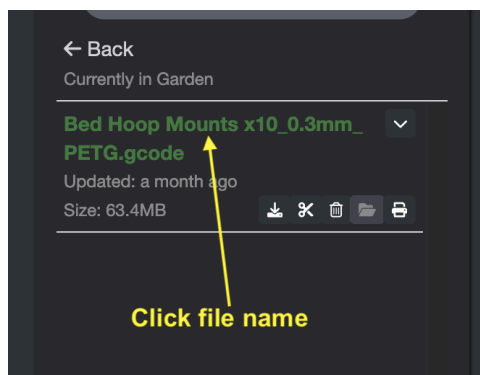 ← Back
Currently in Garden
Bed Hoop Mounts x10_0.3mm_
PETG.gcode
Updated: a month ago
Size: 63.4MB
Click file name